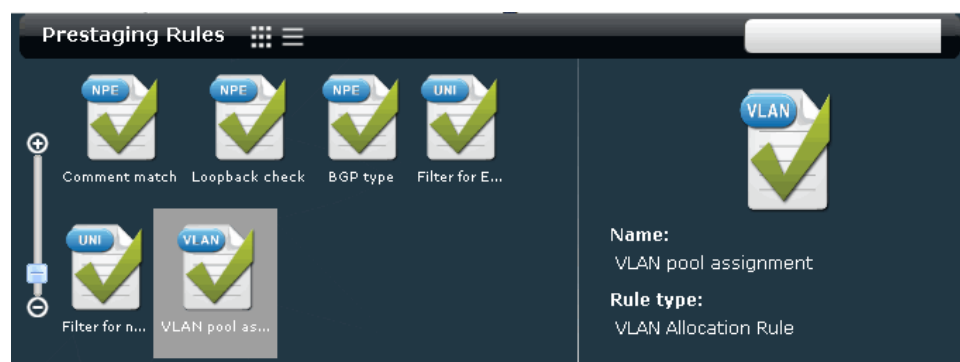 Prestaging Rules
NPE NPE NPE UNI
Comment match Loopback check BGP type Filter for E...
UNI VLAN
Filter for n... VLAN pool as...
VLAN
Name:
VLAN pool assignment
Rule type:
VLAN Allocation Rule